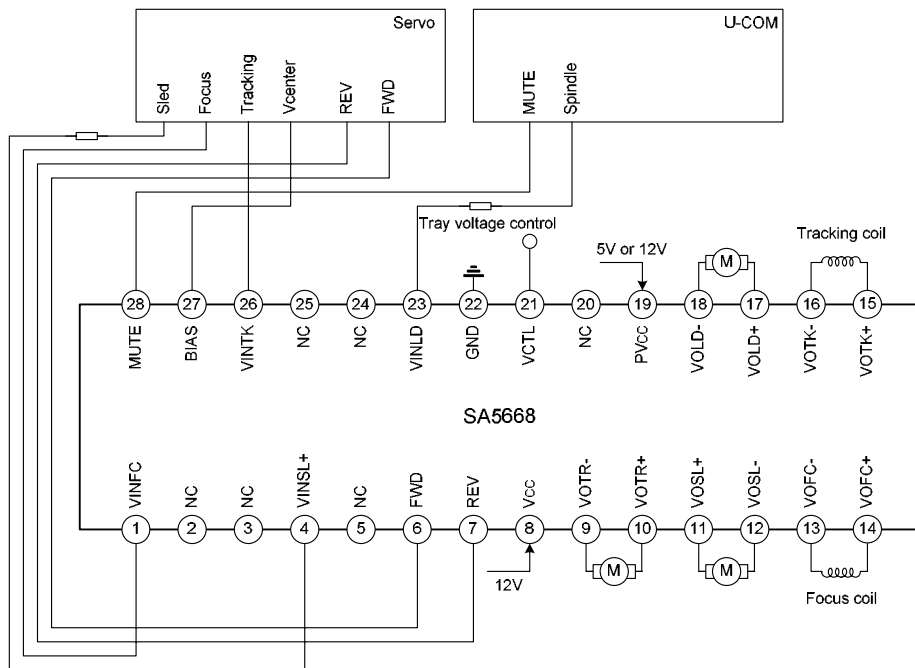 Servo
U-COM
Sled
Focus
Tracking
Vcenter
REV
FWD
MUTE
Spindle
Tray voltage control
5V or 12V
M
Tracking coil
28 27 26 25 24 23 22 21 20 19 18 17 16 15
MUTE
BIAS
VINTK
NC
NC
VINLD
GND
VCTL
NC
PVCC
VOLD-
VOLD+
VOTK-
VOTK+
SA5668
VINFC
NC
NC
VINSL+
NC
FWD
REV
VCC
VOTR-
VOTR+
VOSL+
VOSL-
VOFC-
VOFC+
1 2 3 4 5 6 7 8 9 10 11 12 13 14
12V
M
M
Focus coil